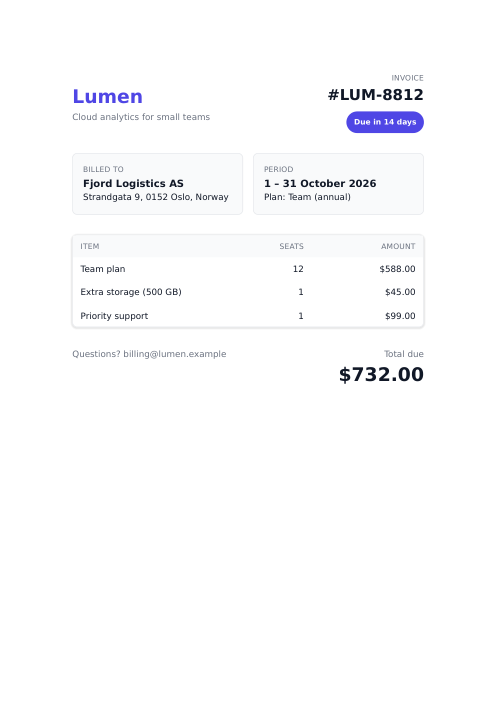 Lumen
Cloud analytics for small teams
INVOICE
#LUM-8812
Due in 14 days
BILLED TO
Fjord Logistics AS
Strandgata 9, 0152 Oslo, Norway
PERIOD
1 – 31 October 2026
Plan: Team (annual)
ITEM SEATS AMOUNT
Team plan 12 $588.00
Extra storage (500 GB) 1 $45.00
Priority support 1 $99.00
Questions? billing@lumen.example
Total due
$732.00